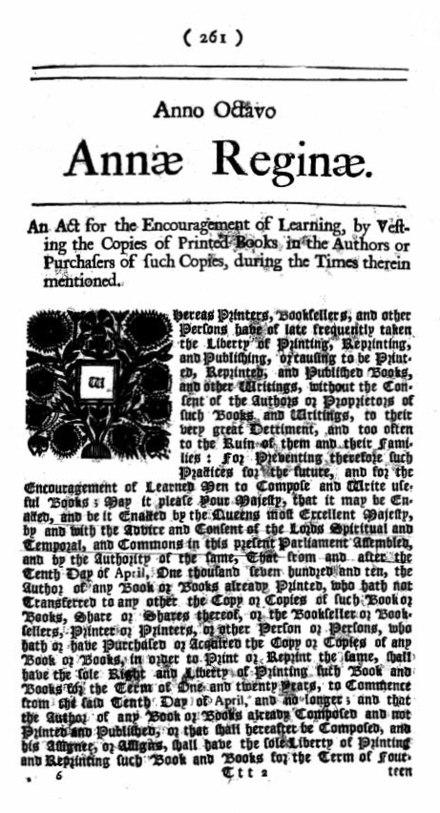 ( 261 )
Anno Octavo
Annæ Reginæ.
An Act for the Encouragement of Learning, by Veſt-
ing the Copies of Printed Books in the Authors or
Purchaſers of ſuch Copies, during the Times therein
mentioned.
Whereas Printers, Bookſellers, and other
Perſons have of late frequently taken
the Liberty of Printing, Reprinting,
and Publiſhing, or cauſing to be Print-
ed, Reprinted, and Publiſhed Books,
and other Writings, without the Con-
ſent of the Authors or Proprietors of
ſuch Books and Writings, to their
very great Detriment, and too often
to the Ruin of them and their Fami-
lies : For Preventing therefore ſuch
Practices for the future, and for the
Encouragement of Learned Men to Compoſe and Write uſe-
ful Books ; May it pleaſe Your Majeſty, that it may be En-
acted, and be it Enacted by the Queens moſt Excellent Majeſty,
by and with the Advice and Conſent of the Lords Spiritual and
Temporal, and Commons in this preſent Parliament Aſſembled,
and by the Authority of the ſame, That from and after the
Tenth Day of April, One thouſand ſeven hundred and ten, the
Author of any Book or Books already Printed, who hath not
Transferred to any other the Copy or Copies of ſuch Book or
Books, Share or Shares thereof, or the Bookſeller or Book-
ſellers, Printer or Printers, or other Perſon or Perſons, who
hath or have Purchaſed or Acquired the Copy or Copies of any
Book or Books, in order to Print or Reprint the ſame, ſhall
have the ſole Right and Liberty of Printing ſuch Book and
Books for the Term of One and twenty Years, to Commence
from the ſaid Tenth Day of April, and no longer ; and that
the Author of any Book or Books already Compoſed and not
Printed and Publiſhed, or that ſhall hereafter be Compoſed, and
his Aſſignee, or Aſſigns, ſhall have the ſole Liberty of Printing
and Reprinting ſuch Book and Books for the Term of Four-
6 Ttt 2 teen